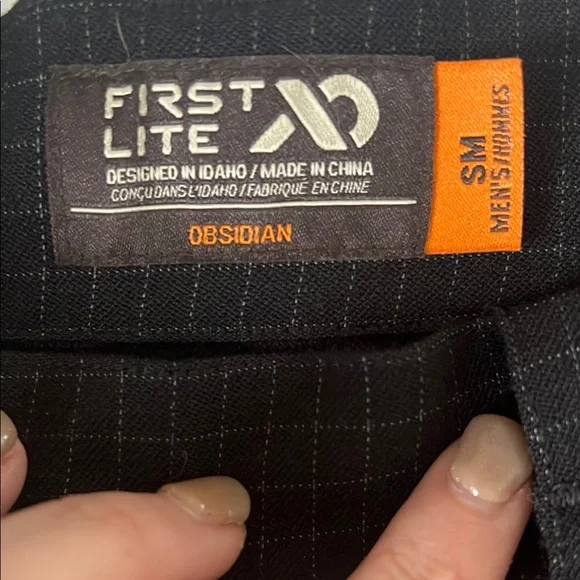 FIRST
LITE
DESIGNED IN IDAHO / MADE IN CHINA
CONÇU DANS L'IDAHO / FABRIQUÉ EN CHINE
OBSIDIAN
SM
MEN'S / HOMMES